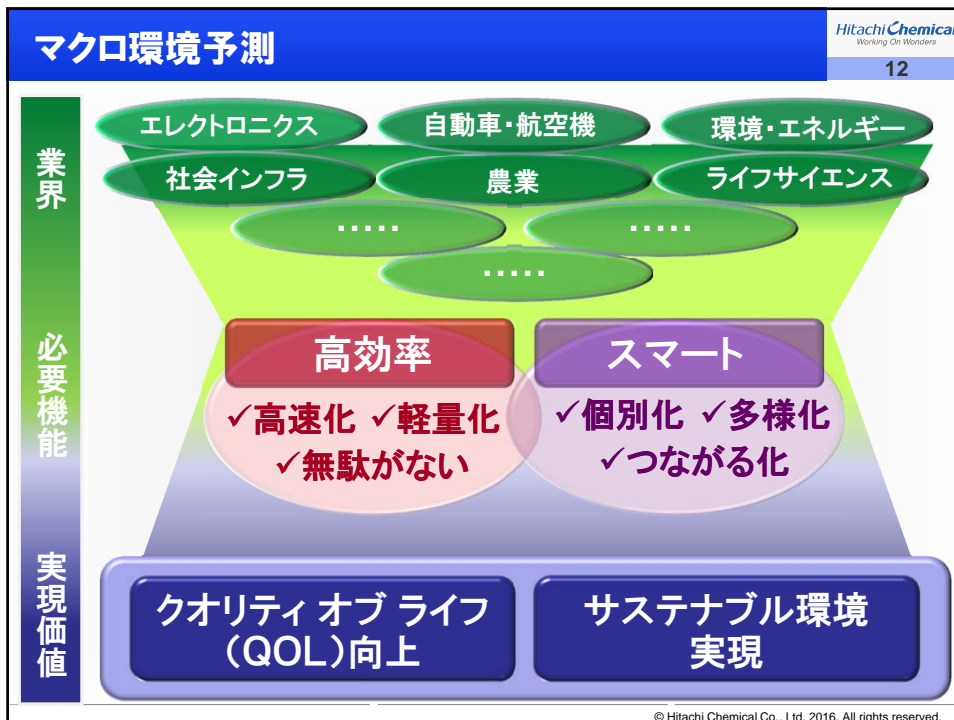 マクロ環境予測
Hitachi Chemical
Working On Wonders
12
業界
エレクトロニクス
自動車・航空機
環境・エネルギー
社会インフラ
農業
ライフサイエンス
・・・・・
・・・・・
・・・・・
必要機能
高効率
✓高速化 ✓軽量化
✓無駄がない
スマート
✓個別化 ✓多様化
✓つながる化
実現価値
クオリティ オブ ライフ
（QOL）向上
サステナブル環境
実現
© Hitachi Chemical Co., Ltd. 2016. All rights reserved.